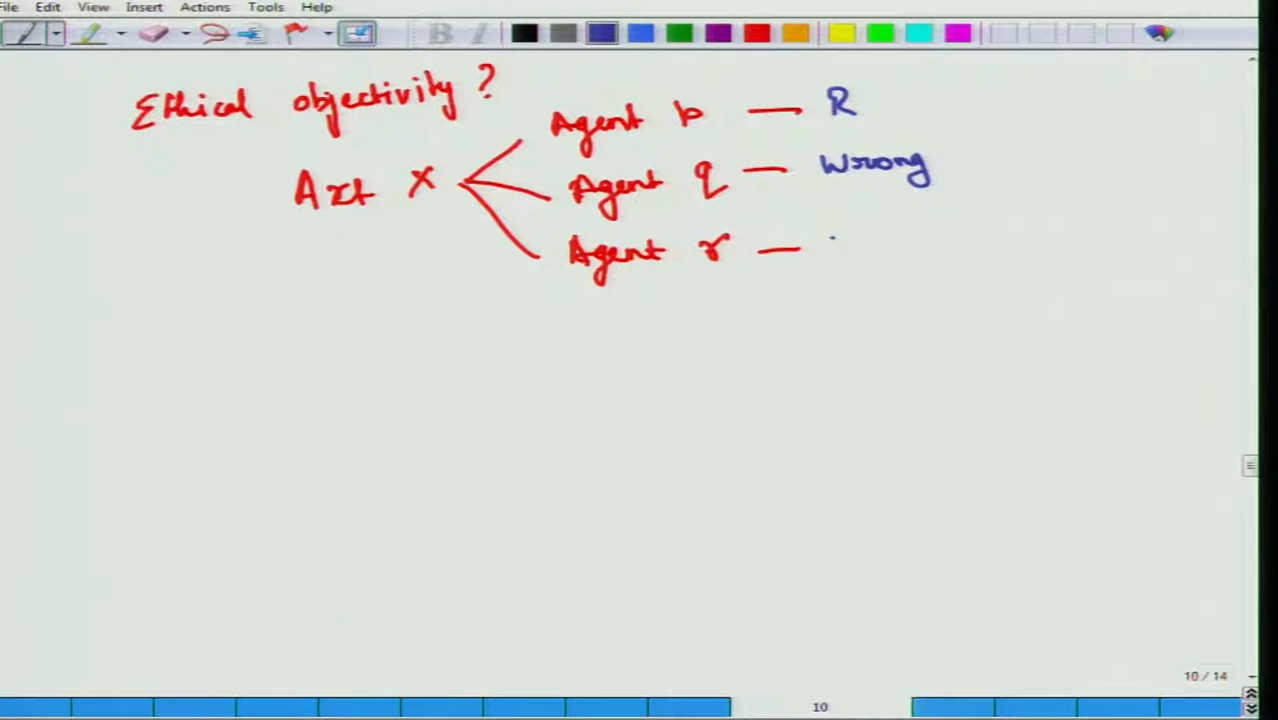 File Edit View Insert Actions Tools Help
B I
Ethical objectivity?
Agent p — R
Act X
Agent q — Wrong
Agent r —
10 / 14
10